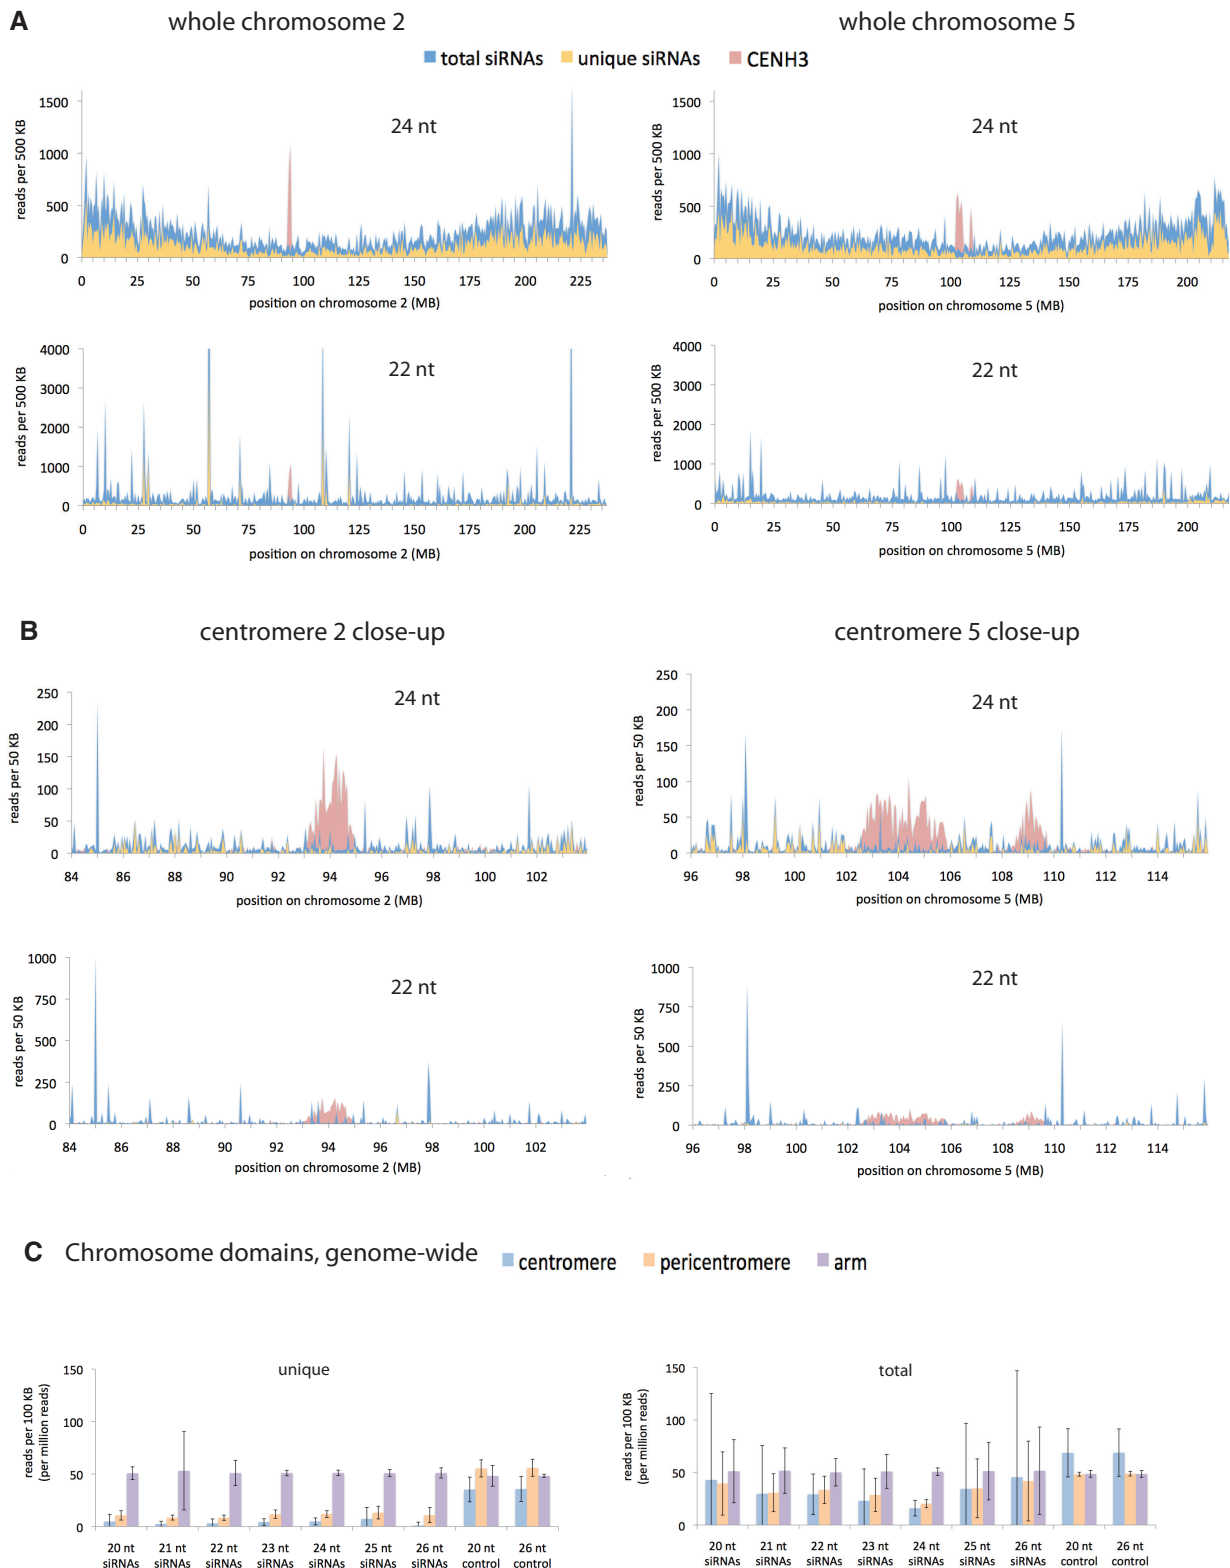 A
whole chromosome 2
whole chromosome 5
total siRNAs unique siRNAs CENH3
reads per 500 KB
24 nt
1500
1000
500
0
0 25 50 75 100 125 150 175 200 225
position on chromosome 2 (MB)
reads per 500 KB
24 nt
1500
1000
500
0
0 25 50 75 100 125 150 175 200
position on chromosome 5 (MB)
reads per 500 KB
22 nt
4000
3000
2000
1000
0
0 25 50 75 100 125 150 175 200 225
position on chromosome 2 (MB)
reads per 500 KB
22 nt
4000
3000
2000
1000
0
0 25 50 75 100 125 150 175 200
position on chromosome 5 (MB)
B
centromere 2 close-up
centromere 5 close-up
reads per 50 KB
24 nt
250
200
150
100
50
0
84 86 88 90 92 94 96 98 100 102
position on chromosome 2 (MB)
reads per 50 KB
24 nt
250
200
150
100
50
0
96 98 100 102 104 106 108 110 112 114
position on chromosome 5 (MB)
reads per 50 KB
22 nt
1000
750
500
250
0
84 86 88 90 92 94 96 98 100 102
position on chromosome 2 (MB)
reads per 50 KB
22 nt
1000
750
500
250
0
96 98 100 102 104 106 108 110 112 114
position on chromosome 5 (MB)
C
Chromosome domains, genome-wide
centromere pericentromere arm
reads per 100 KB
(per million reads)
unique
150
100
50
0
20 nt 21 nt 22 nt 23 nt 24 nt 25 nt 26 nt 20 nt 26 nt
siRNAs siRNAs siRNAs siRNAs siRNAs siRNAs siRNAs control control
reads per 100 KB
(per million reads)
total
150
100
50
0
20 nt 21 nt 22 nt 23 nt 24 nt 25 nt 26 nt 20 nt 26 nt
siRNAs siRNAs siRNAs siRNAs siRNAs siRNAs siRNAs control control